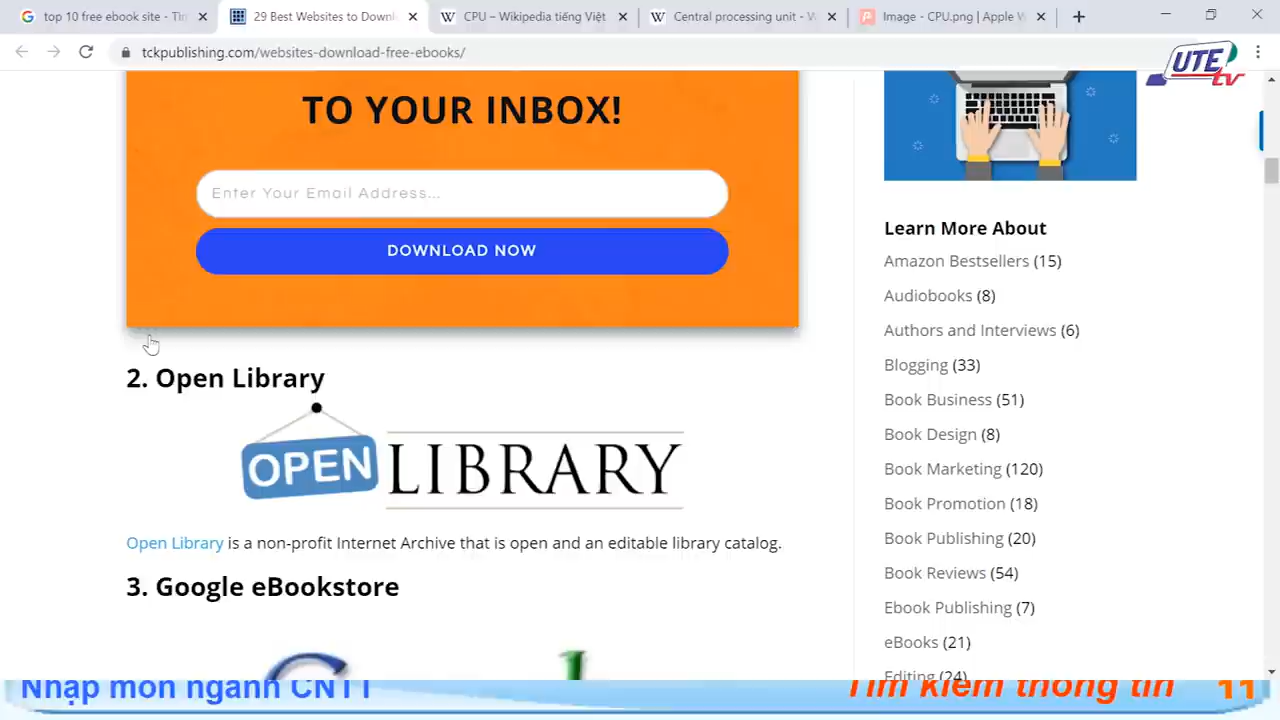 top 10 free ebook site - Tìn
29 Best Websites to Downl
CPU – Wikipedia tiếng Việt
Central processing unit - W
Image - CPU.png | Apple W
tckpublishing.com/websites-download-free-ebooks/
UTE
tv
TO YOUR INBOX!
Enter Your Email Address...
DOWNLOAD NOW
2. Open Library
OPEN LIBRARY
Open Library is a non-profit Internet Archive that is open and an editable library catalog.
3. Google eBookstore
Learn More About
Amazon Bestsellers (15)
Audiobooks (8)
Authors and Interviews (6)
Blogging (33)
Book Business (51)
Book Design (8)
Book Marketing (120)
Book Promotion (18)
Book Publishing (20)
Book Reviews (54)
Ebook Publishing (7)
eBooks (21)
Editing (24)
Nhập môn ngành CNTT
Tìm kiếm thông tin
11